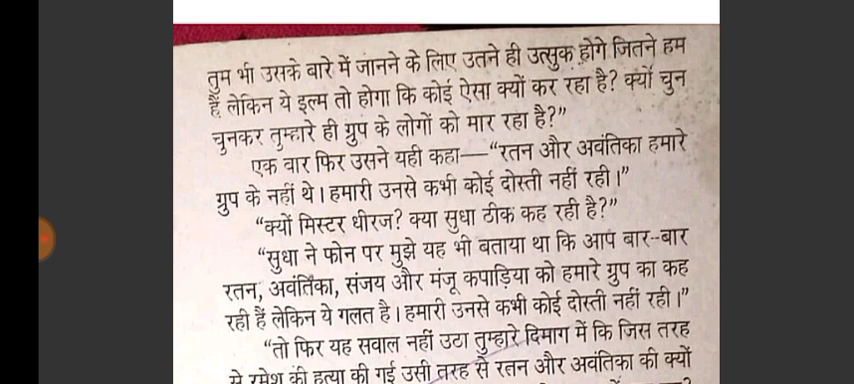 तुम भी उसके बारे में जानने के लिए उतने ही उत्सुक होगे जितने हम
हैं लेकिन ये इल्म तो होगा कि कोई ऐसा क्यों कर रहा है? क्यों चुन
चुनकर तुम्हारे ही ग्रुप के लोगों को मार रहा है?”
एक वार फिर उसने यही कहा—“रतन और अवंतिका हमारे
ग्रुप के नहीं थे। हमारी उनसे कभी कोई दोस्ती नहीं रही।”
“क्यों मिस्टर धीरज? क्या सुधा ठीक कह रही है?”
“सुधा ने फोन पर मुझे यह भी बताया था कि आप बार-बार
रतन, अवंतिका, संजय और मंजू कपाड़िया को हमारे ग्रुप का कह
रही हैं लेकिन ये गलत है। हमारी उनसे कभी कोई दोस्ती नहीं रही।”
“तो फिर यह सवाल नहीं उठा तुम्हारे दिमाग में कि जिस तरह
से रमेश की हत्या की गई उसी तरह से रतन और अवंतिका की क्यों